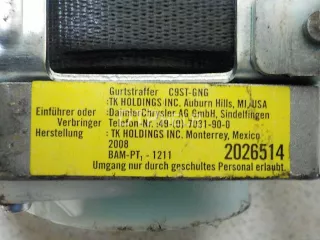 Gurtstraffer C9ST-GNG
:TK HOLDINGS INC. Auburn Hills, MI, USA
Einführer oder :DaimlerChrysler AG GmbH, Sindelfingen
Verbringer Telefon-Nr.:49-(0) 7031-90-0
Herstellung :TK HOLDINGS INC. Monterrey, Mexico
2008
BAM-PT₁ - 1211 2026514
Umgang nur durch geschultes Personal erlaubt.